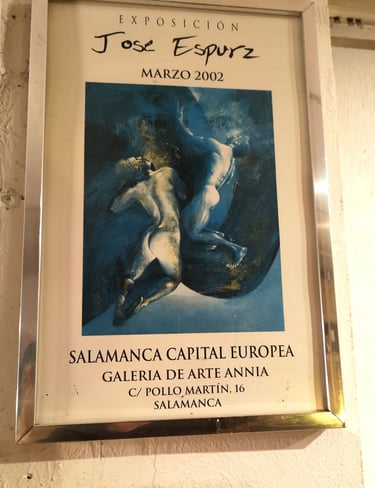 EXPOSICIÓN
Jose Espurz
MARZO 2002
SALAMANCA CAPITAL EUROPEA
GALERIA DE ARTE ANNIA
C/ POLLO MARTÍN, 16
SALAMANCA